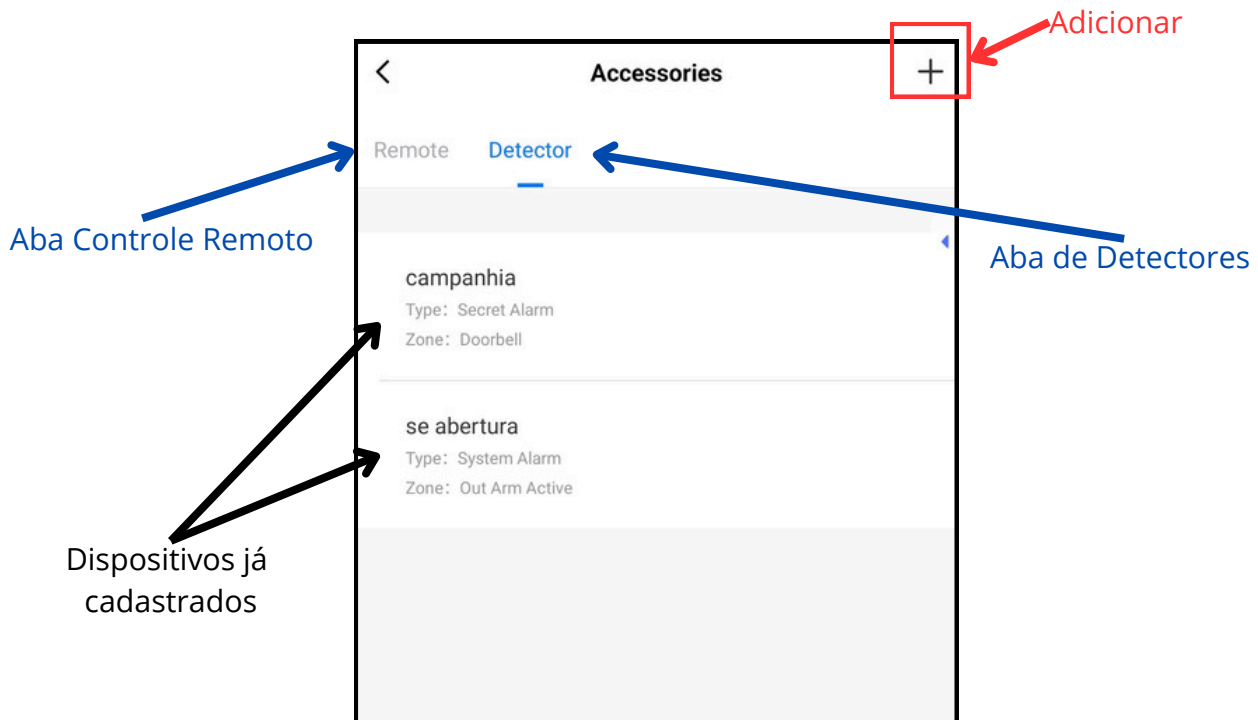 Adicionar
Accessories
Remote
Detector
Aba Controle Remoto
Aba de Detectores
campanhia
Type: Secret Alarm
Zone: Doorbell
se abertura
Type: System Alarm
Zone: Out Arm Active
Dispositivos já
cadastrados